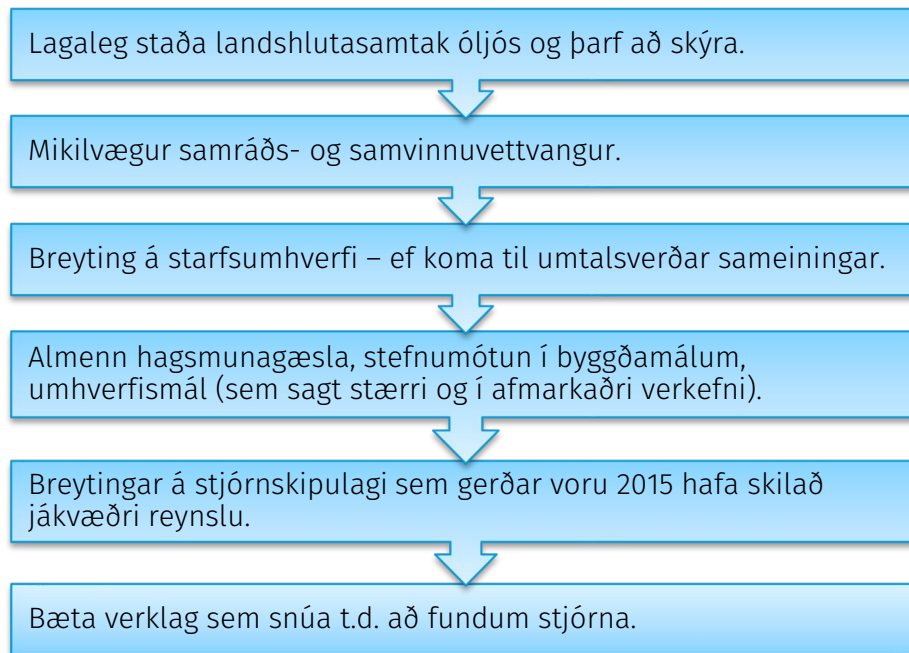 Lagaleg staða landshlutasamtak óljós og þarf að skýra.
Mikilvægur samráðs- og samvinnuvettvangur.
Breyting á starfsumhverfi – ef koma til umtalsverðar sameiningar.
Almenn hagsmunagæsla, stefnumótun í byggðamálum,
umhverfismál (sem sagt stærri og í afmarkaðri verkefni).
Breytingar á stjórnskipulagi sem gerðar voru 2015 hafa skilað
jákvæðri reynslu.
Bæta verklag sem snúa t.d. að fundum stjórna.